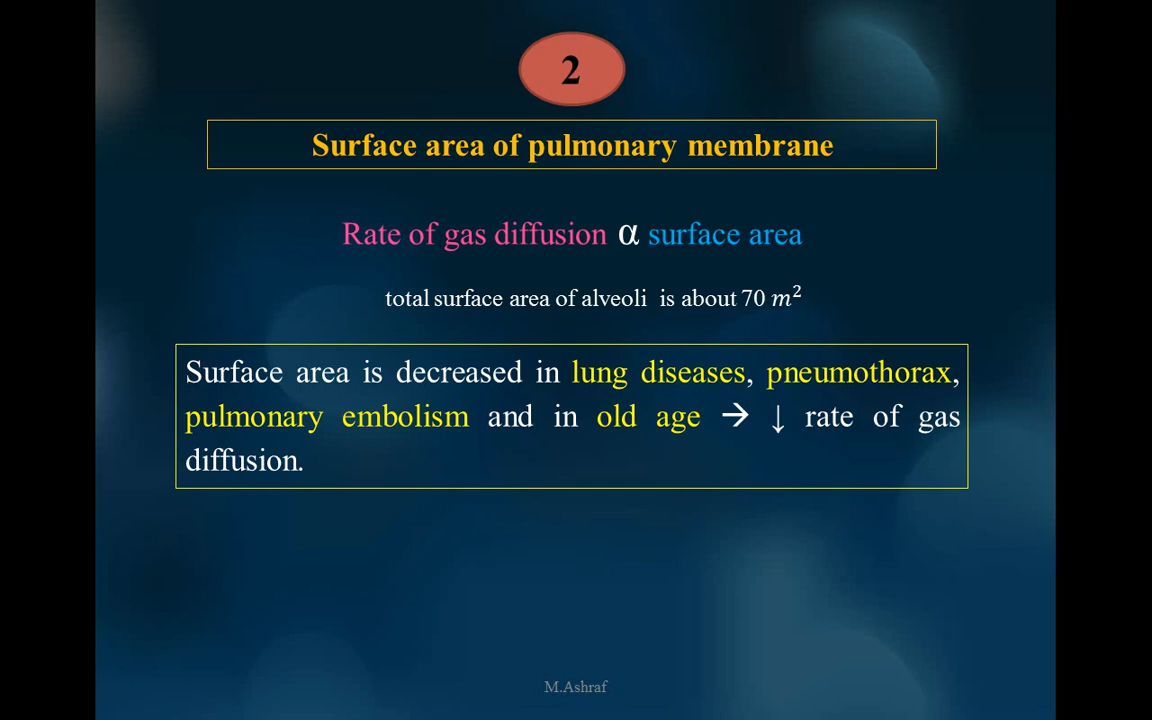 2
Surface area of pulmonary membrane
Rate of gas diffusion α surface area
total surface area of alveoli is about 70 m²
Surface area is decreased in lung diseases, pneumothorax,
pulmonary embolism and in old age → ↓ rate of gas
diffusion.
M.Ashraf